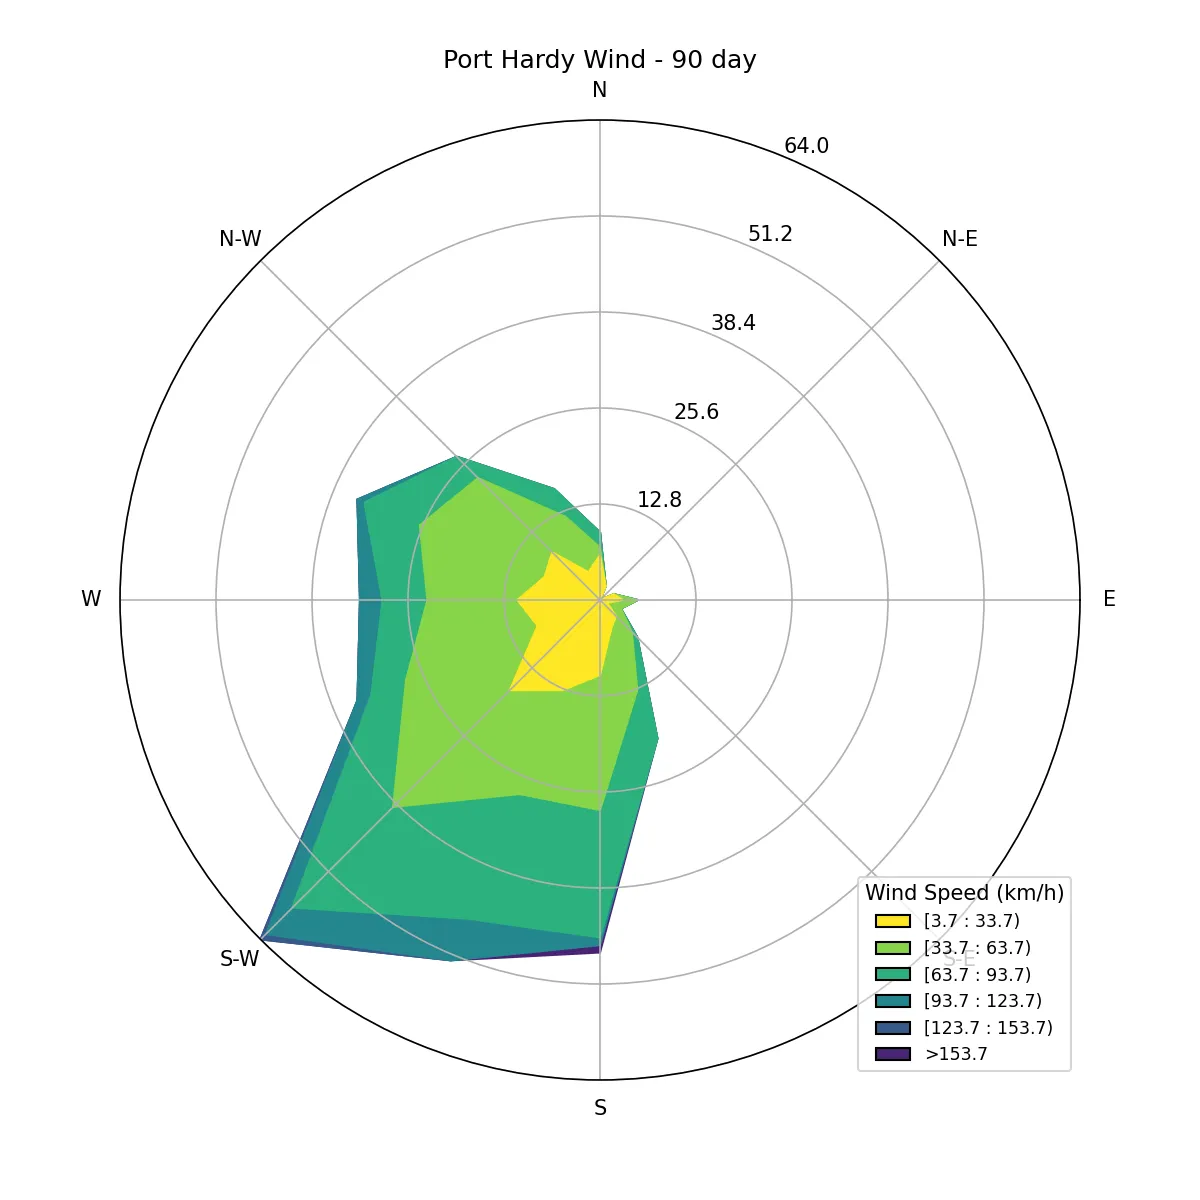 Port Hardy Wind - 90 day
N
64.0
51.2
N-W
N-E
38.4
25.6
12.8
W
E
Wind Speed (km/h)
[3.7 : 33.7)
[33.7 : 63.7)
S-W
S-E
[63.7 : 93.7)
[93.7 : 123.7)
[123.7 : 153.7)
>153.7
S